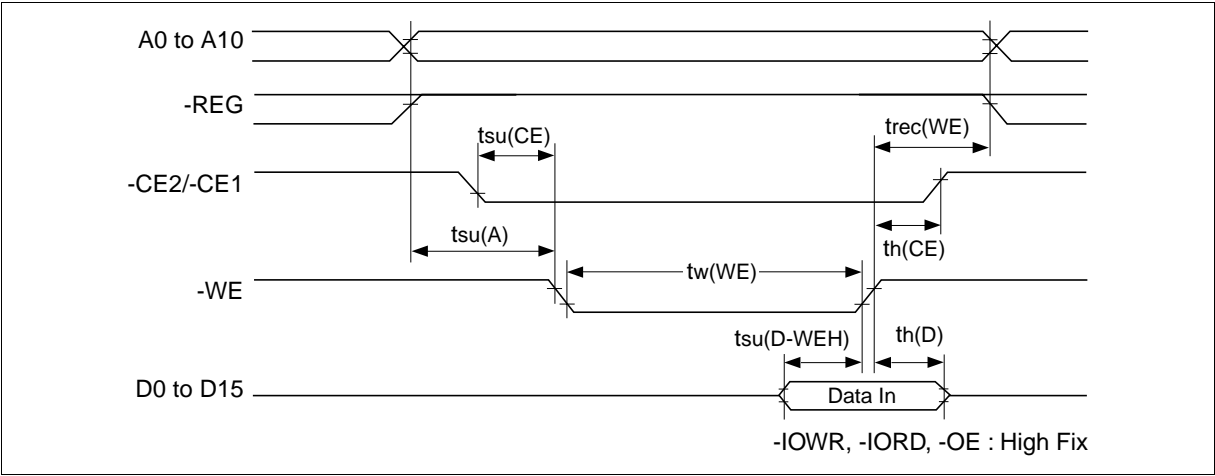 A0 to A10
-REG
tsu(CE)
trec(WE)
-CE2/-CE1
tsu(A)
th(CE)
tw(WE)
-WE
tsu(D-WEH)
th(D)
D0 to D15
Data In
-IOWR, -IORD, -OE : High Fix